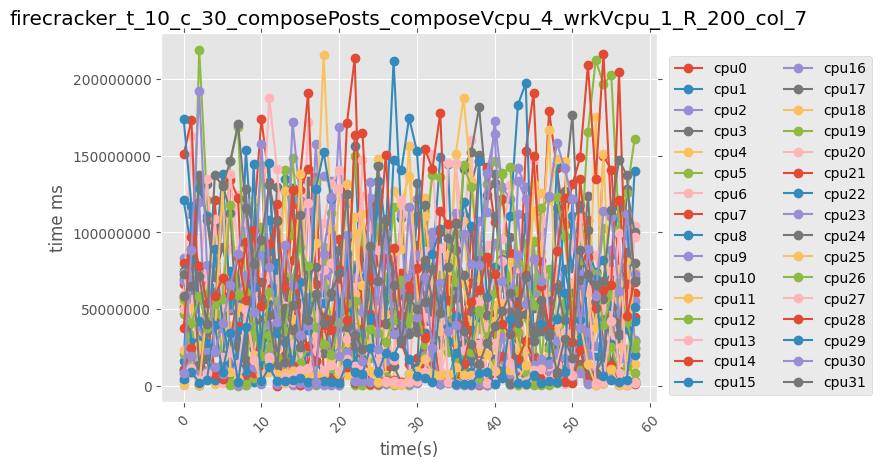 firecracker_t_10_c_30_composePosts_composeVcpu_4_wrkVcpu_1_R_200_col_7
time ms
200000000
150000000
100000000
50000000
0
0
10
20
30
40
50
60
time(s)
cpu0
cpu1
cpu2
cpu3
cpu4
cpu5
cpu6
cpu7
cpu8
cpu9
cpu10
cpu11
cpu12
cpu13
cpu14
cpu15
cpu16
cpu17
cpu18
cpu19
cpu20
cpu21
cpu22
cpu23
cpu24
cpu25
cpu26
cpu27
cpu28
cpu29
cpu30
cpu31